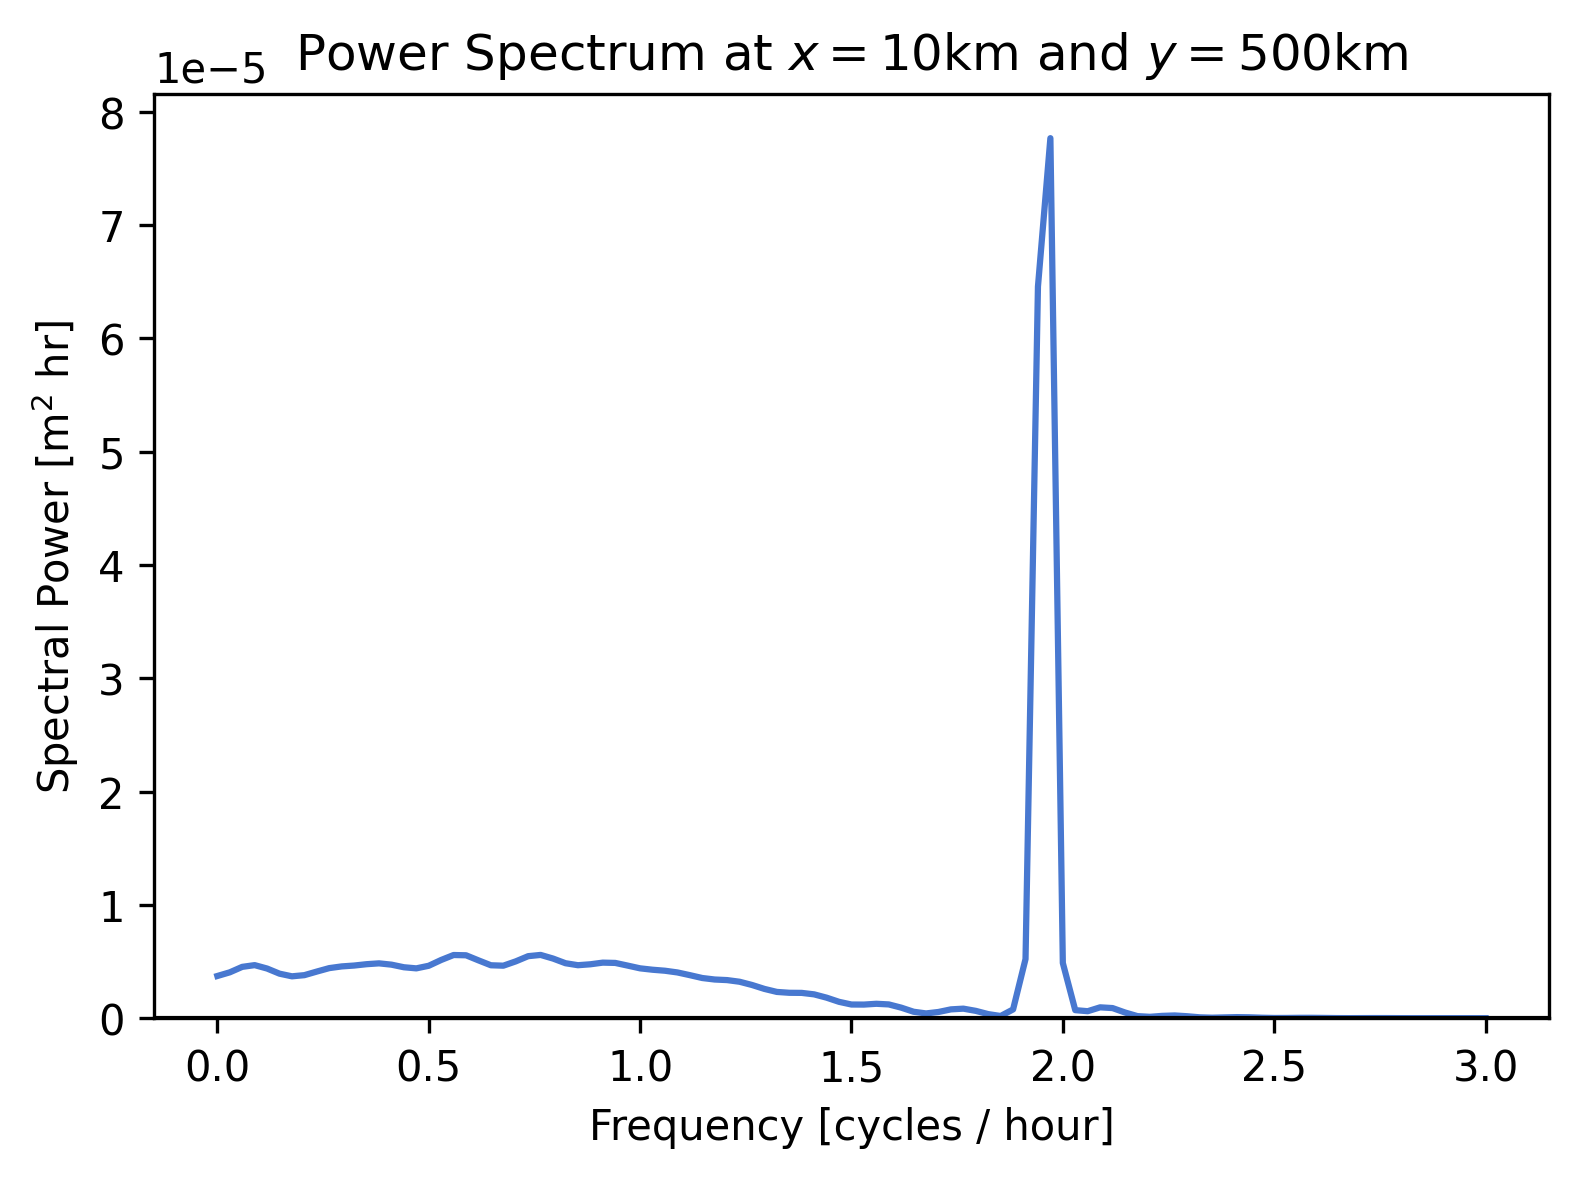 Power Spectrum at x = 10km and y = 500km
1e−5
8
7
6
5
4
3
2
1
0
Spectral Power [m² hr]
0.0 0.5 1.0 1.5 2.0 2.5 3.0
Frequency [cycles / hour]